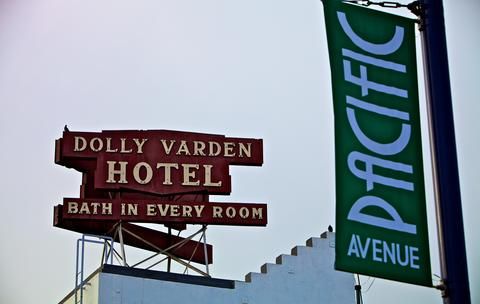 DOLLY VARDEN
HOTEL
BATH IN EVERY ROOM
PACIFIC
AVENUE